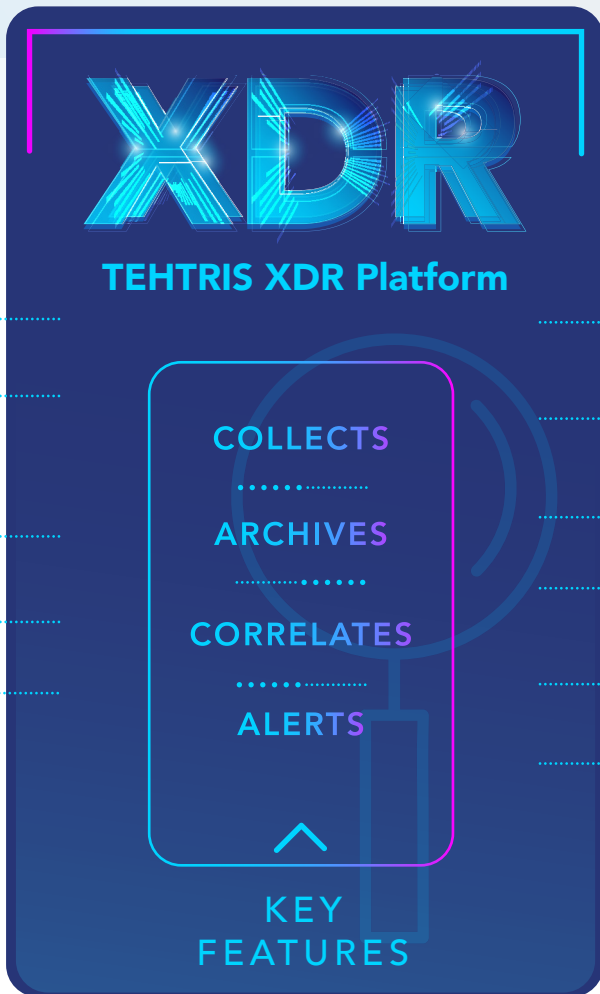 XDR
TEHTRIS XDR Platform
COLLECTS
ARCHIVES
CORRELATES
ALERTS
KEY
FEATURES